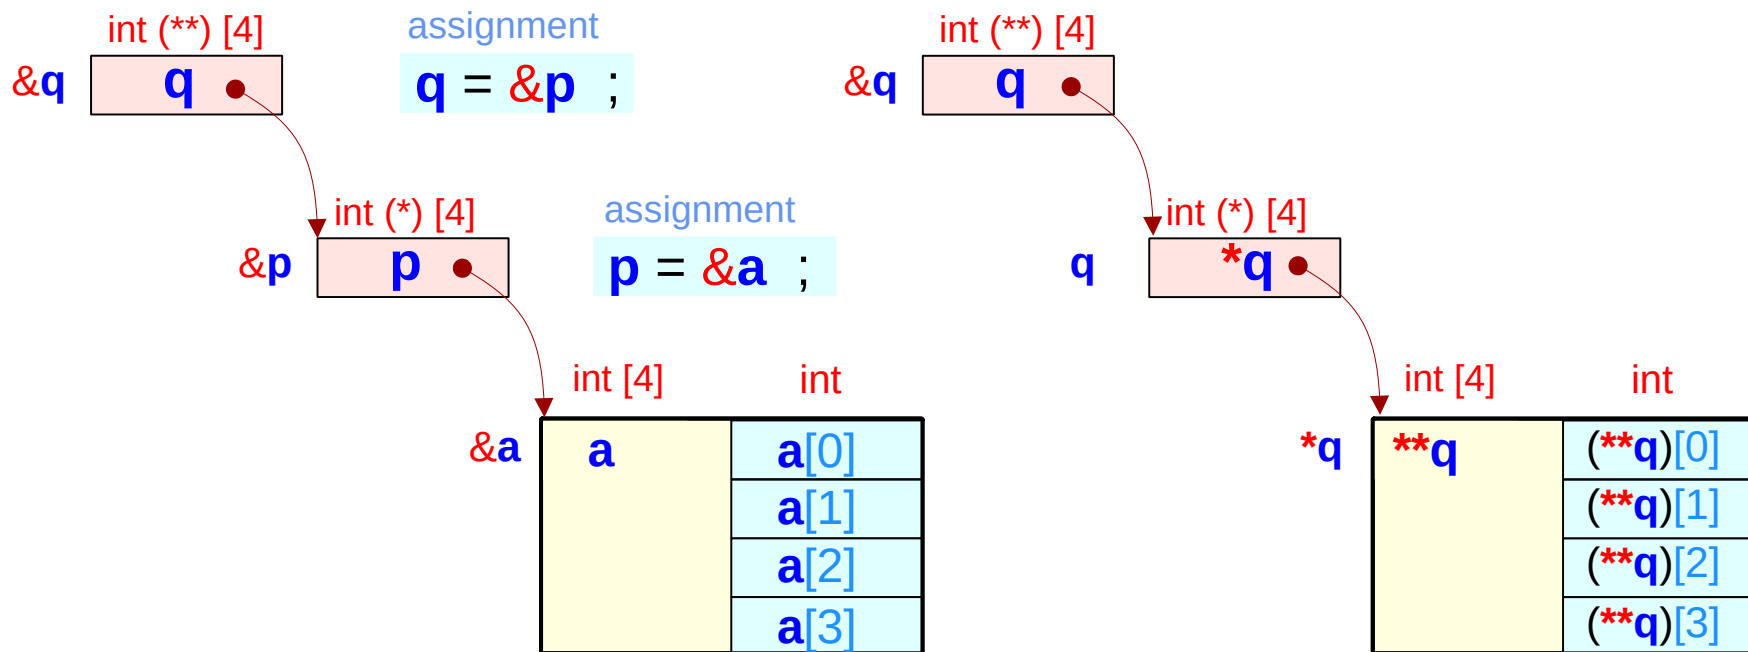 int (**) [4] assignment int (**) [4]
&q q q = &p ; &q q
int (*) [4] assignment int (*) [4]
&p p p = &a ; q *q
int [4] int int [4] int
&a a a[0] *q **q (**q)[0]
a[1] (**q)[1]
a[2] (**q)[2]
a[3] (**q)[3]